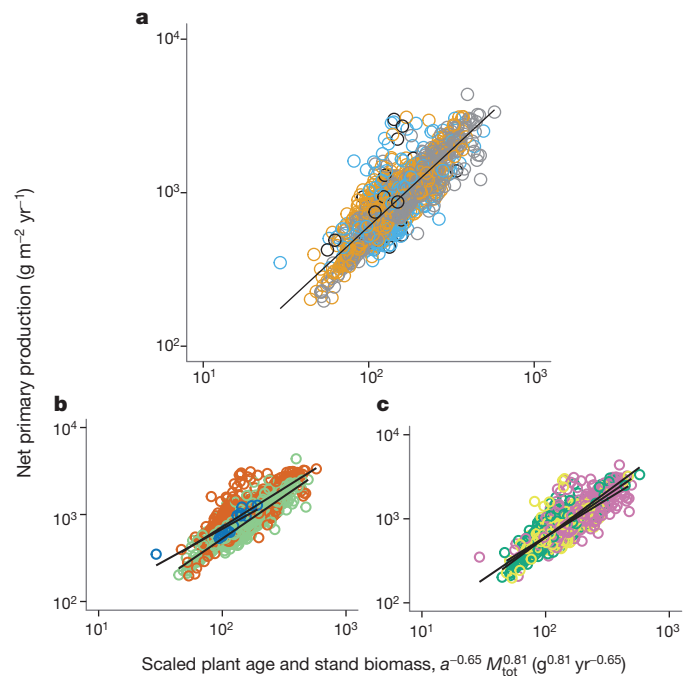 a
10⁴
10³
10²
10¹ 10² 10³
Net primary production (g m⁻² yr⁻¹)
b
10⁴
10³
10²
10¹ 10² 10³
c
10⁴
10³
10²
10¹ 10² 10³
Scaled plant age and stand biomass, a⁻⁰·⁶⁵ M_tot^0.81 (g^0.81 yr^−0.65)